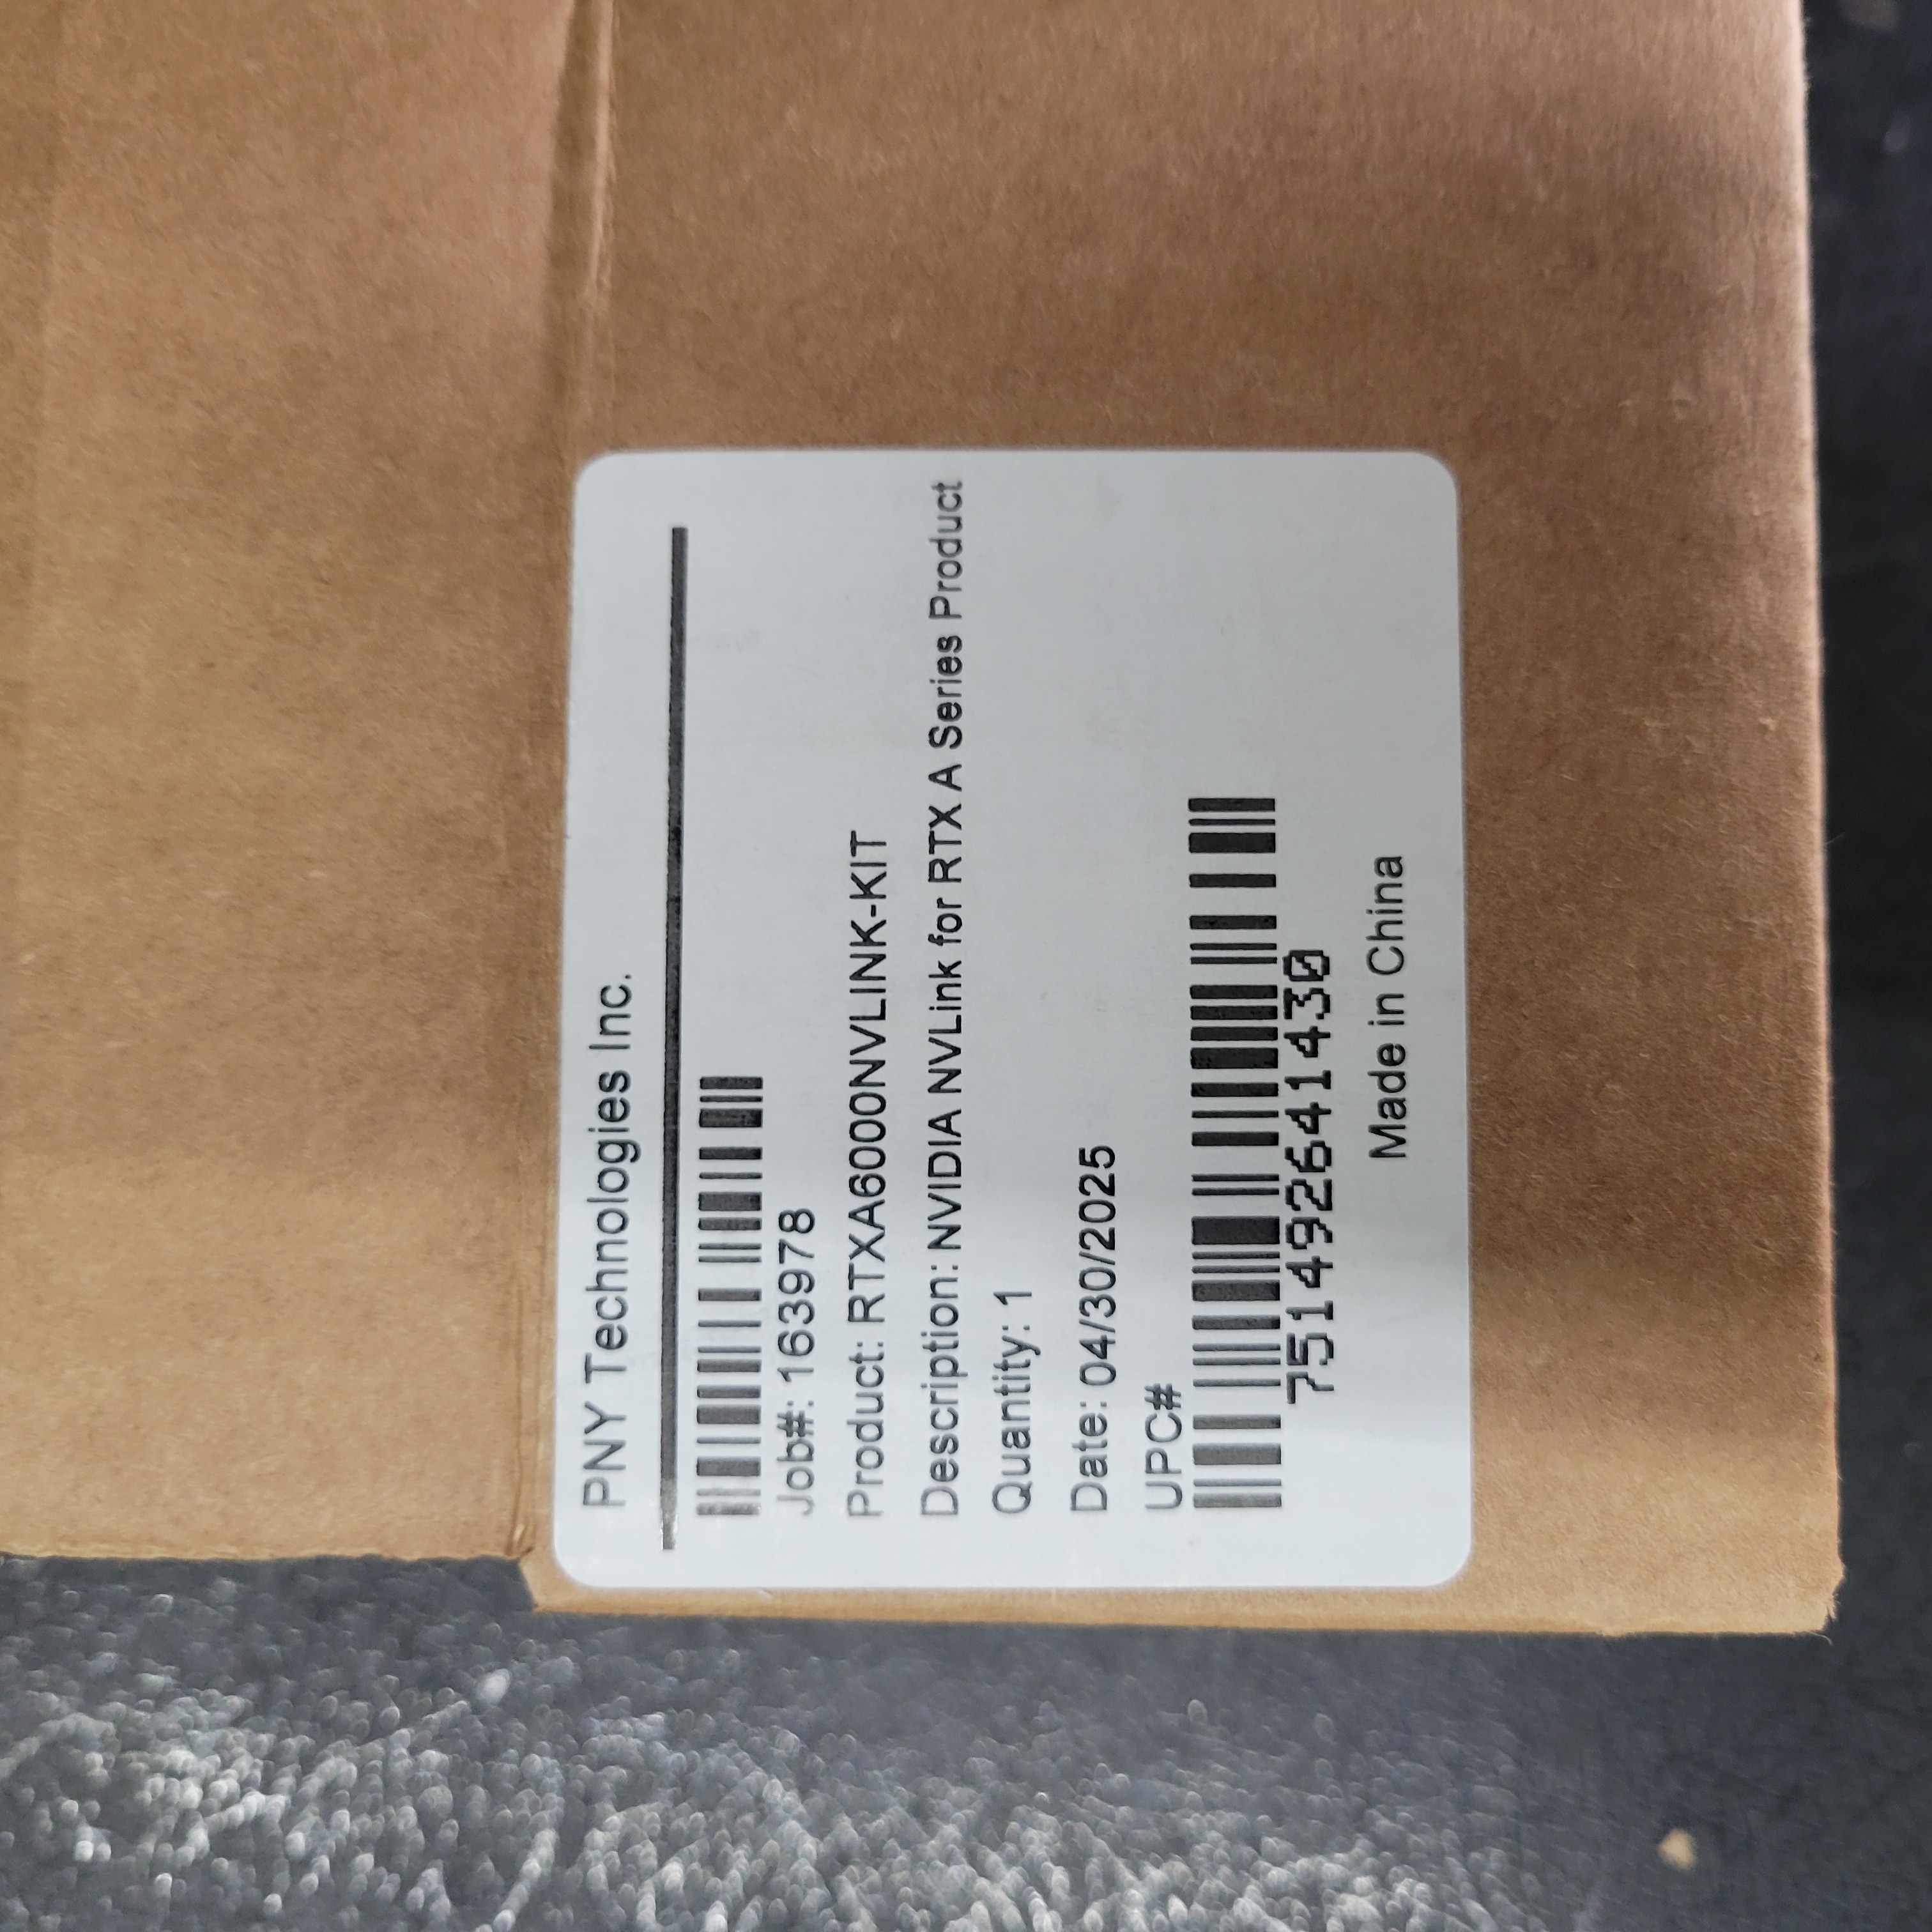 PNY Technologies Inc.
Job#: 163978
Product: RTXA6000NVLINK-KIT
Description: NVIDIA NVLink for RTX A Series Product
Quantity: 1
Date: 04/30/2025
UPC#
751492641430
Made in China